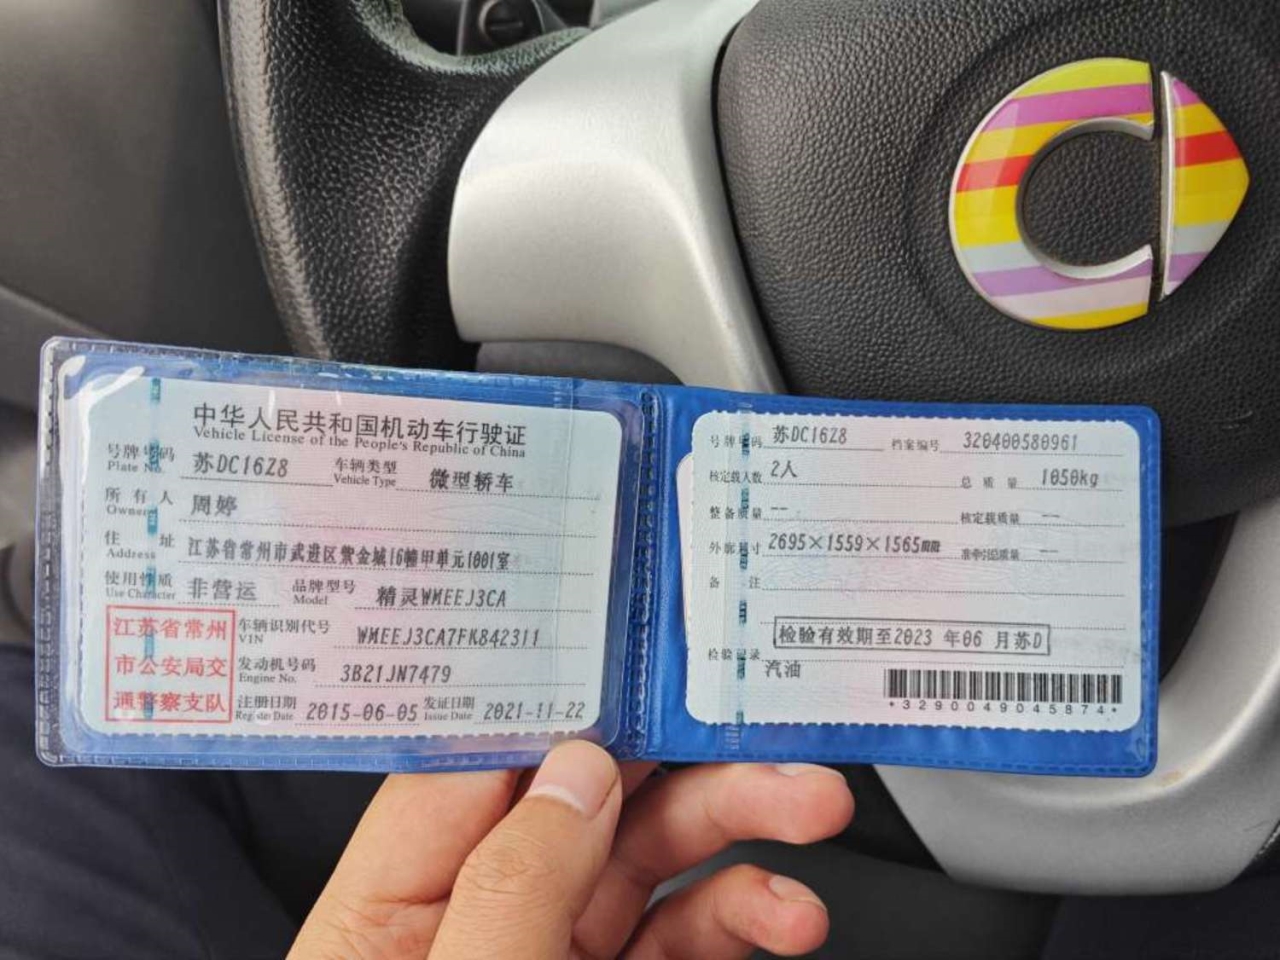 中华人民共和国机动车行驶证
Vehicle License of the People's Republic of China
号牌号码 苏DC16Z8 车辆类型 微型轿车
Plate No. Vehicle Type
所有人 周婷
Owner
住址 江苏省常州市武进区紫金城16幢甲单元1001室
Address
使用性质 非营运 品牌型号 精灵WMEEJ3CA
Use Character Model
江苏省常州
市公安局交
通警察支队
车辆识别代号 WMEEJ3CA7FK842311
VIN
发动机号码 3B21JN7479
Engine No.
注册日期 2015-06-05 发证日期 2021-11-22
Register Date Issue Date
号牌号码 苏DC16Z8 档案编号 320400580961
核定载人数 2人 总质量 1050kg
整备质量 -- 核定载质量 --
外廓尺寸 2695×1559×1565mm 准牵引总质量 --
备注
检验有效期至2023 年06 月苏D
检验记录
汽油
*3290049045874*